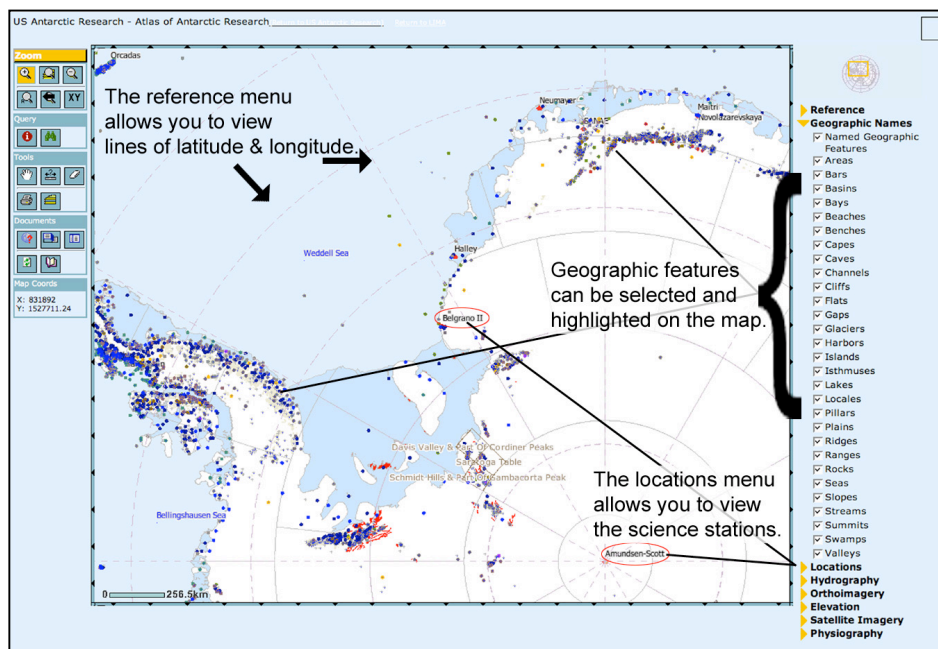 US Antarctic Research - Atlas of Antarctic Research
Return to USMA
Zoom
XY
Query
Tools
Documents
Map Coords
X: 831892
Y: 1527711.24
Orcadas
The reference menu
allows you to view
lines of latitude & longitude.
Neumayer
SANAE
Maitri
Novolazarevskaya
Weddell Sea
Halley
Geographic features
can be selected and
highlighted on the map.
Belgrano II
Davis Valley & Part Of Cordiner Peaks
Saratoga Table
Schmidt Hills & Part Of Gambacorta Peak
The locations menu
allows you to view
the science stations.
Bellingshausen Sea
Amundsen-Scott
0 256.5km
Reference
Geographic Names
Named Geographic
Features
Areas
Bars
Basins
Bays
Beaches
Benches
Capes
Caves
Channels
Cliffs
Flats
Gaps
Glaciers
Harbors
Islands
Isthmuses
Lakes
Locales
Pillars
Plains
Ridges
Ranges
Rocks
Seas
Slopes
Streams
Summits
Swamps
Valleys
Locations
Hydrography
Orthoimagery
Elevation
Satellite Imagery
Physiography